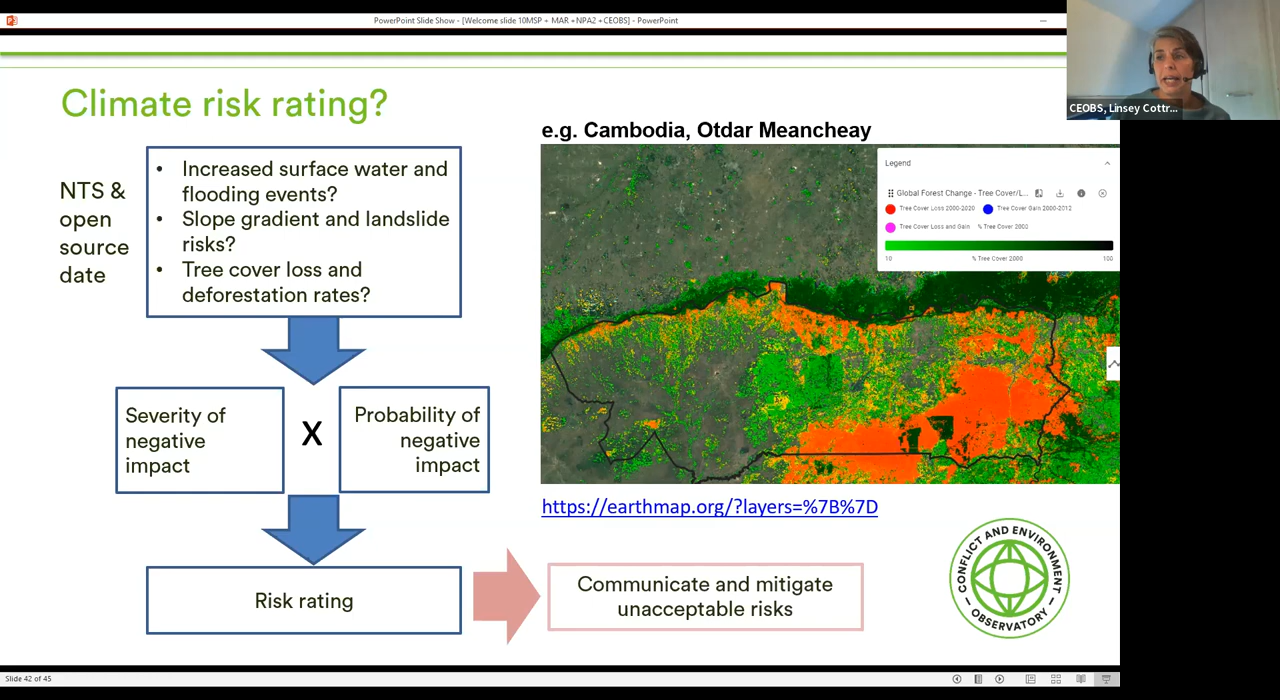 PowerPoint Slide Show - [Welcome slide 10MSP + MAR +NPA2 +CEOBS] - PowerPoint
CEOBS, Linsey Cottr...
Climate risk rating?
e.g. Cambodia, Otdar Meancheay
NTS &
open
source
date
• Increased surface water and
flooding events?
• Slope gradient and landslide
risks?
• Tree cover loss and
deforestation rates?
Legend
Global Forest Change - Tree Cover/L...
Tree Cover Loss 2000-2020
Tree Cover Gain 2000-2012
Tree Cover Loss and Gain
% Tree Cover 2000
10
% Tree Cover 2000
100
Severity of
negative
impact
X
Probability of
negative
impact
https://earthmap.org/?layers=%7B%7D
Risk rating
Communicate and mitigate
unacceptable risks
CONFLICT AND ENVIRONMENT
OBSERVATORY
Slide 42 of 45